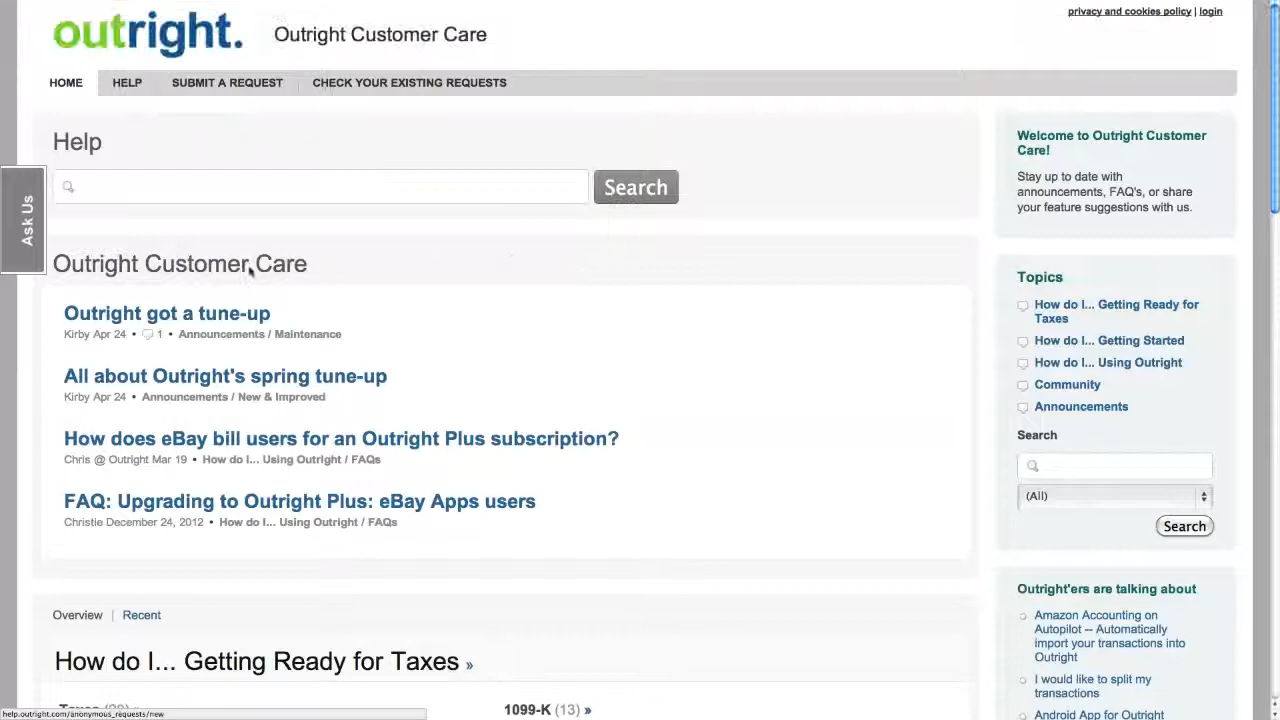 privacy and cookies policy | login
outright. Outright Customer Care
HOME HELP SUBMIT A REQUEST CHECK YOUR EXISTING REQUESTS
Help
Search
Ask Us
Outright Customer Care
Outright got a tune-up
Kirby Apr 24 • 1 • Announcements / Maintenance
All about Outright's spring tune-up
Kirby Apr 24 • Announcements / New & Improved
How does eBay bill users for an Outright Plus subscription?
Chris @ Outright Mar 19 • How do I... Using Outright / FAQs
FAQ: Upgrading to Outright Plus: eBay Apps users
Christie December 24, 2012 • How do I... Using Outright / FAQs
Overview | Recent
How do I... Getting Ready for Taxes »
1099-K (13) »
help.outright.com/anonymous_requests/new
Welcome to Outright Customer
Care!
Stay up to date with
announcements, FAQ's, or share
your feature suggestions with us.
Topics
How do I... Getting Ready for
Taxes
How do I... Getting Started
How do I... Using Outright
Community
Announcements
Search
(All)
Search
Outright'ers are talking about
Amazon Accounting on
Autopilot -- Automatically
import your transactions into
Outright
I would like to split my
transactions
Android App for Outright